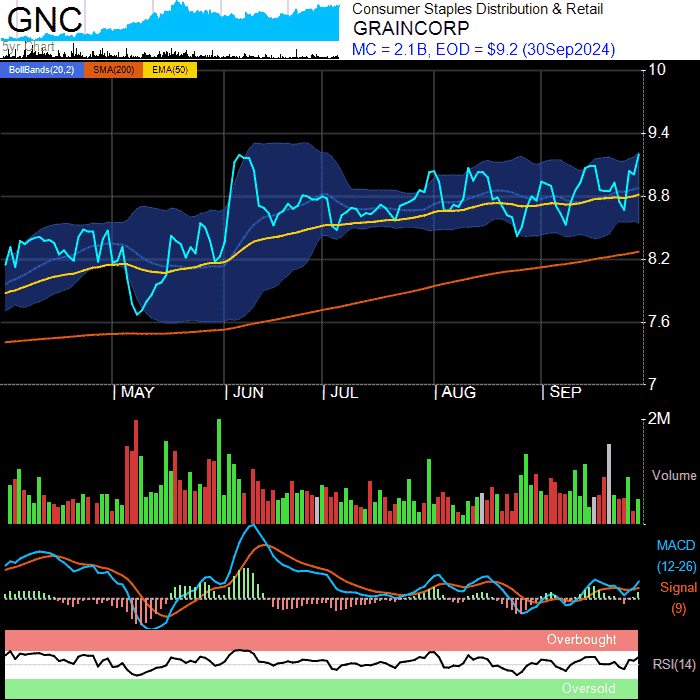 GNC
5yr Chart
Consumer Staples Distribution & Retail
GRAINCORP
MC = 2.1B, EOD = $9.2 (30Sep2024)
BollBands(20,2) SMA(200) EMA(50)
10
9.4
8.8
8.2
7.6
7
MAY JUN JUL AUG SEP
2M
Volume
MACD
(12-26)
Signal
(9)
Overbought
RSI(14)
Oversold